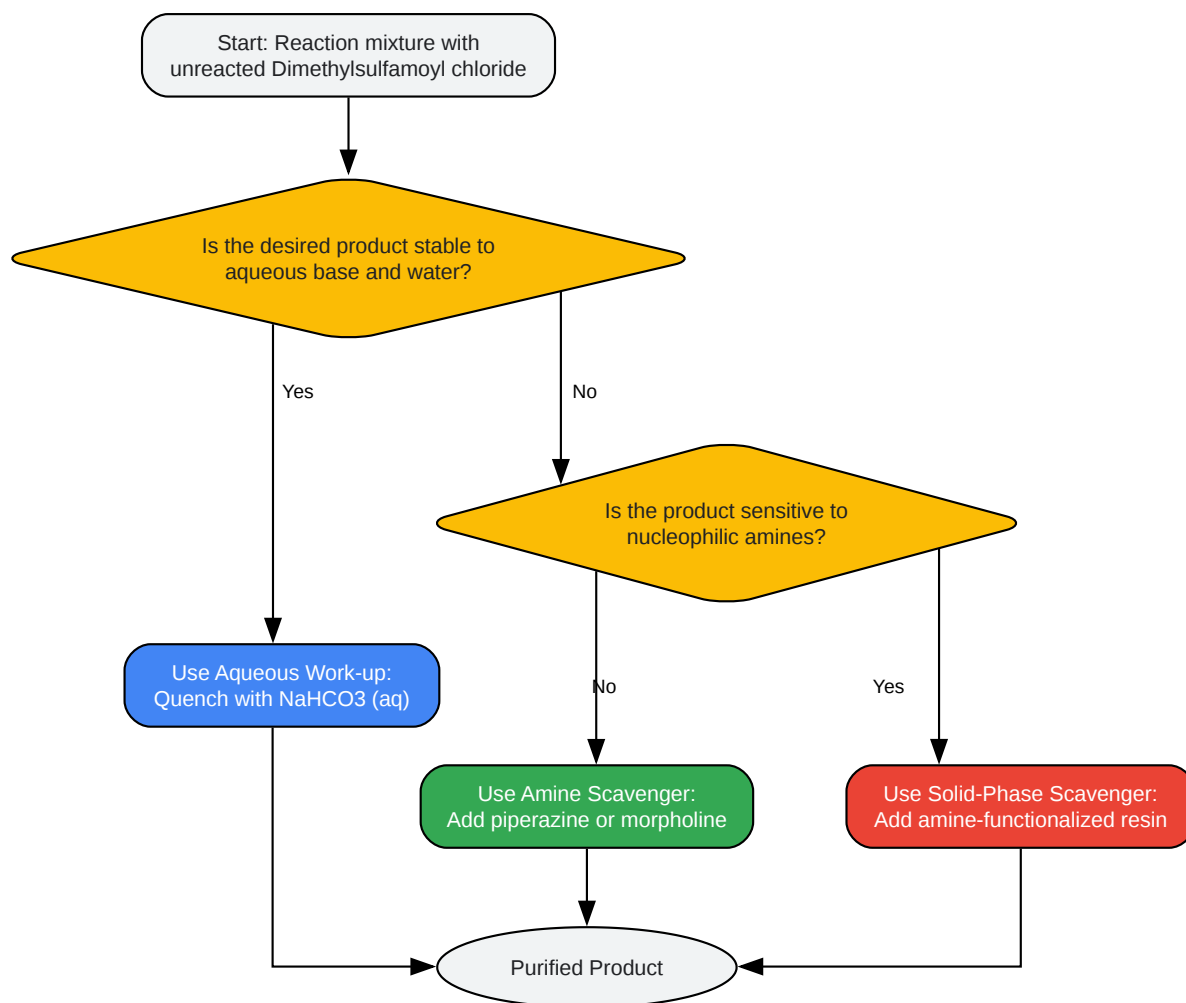 Start: Reaction mixture with
unreacted Dimethylsulfamoyl chloride
Is the desired product stable to
aqueous base and water?
Yes
No
Is the product sensitive to
nucleophilic amines?
Use Aqueous Work-up:
Quench with NaHCO3 (aq)
No
Yes
Use Amine Scavenger:
Add piperazine or morpholine
Use Solid-Phase Scavenger:
Add amine-functionalized resin
Purified Product